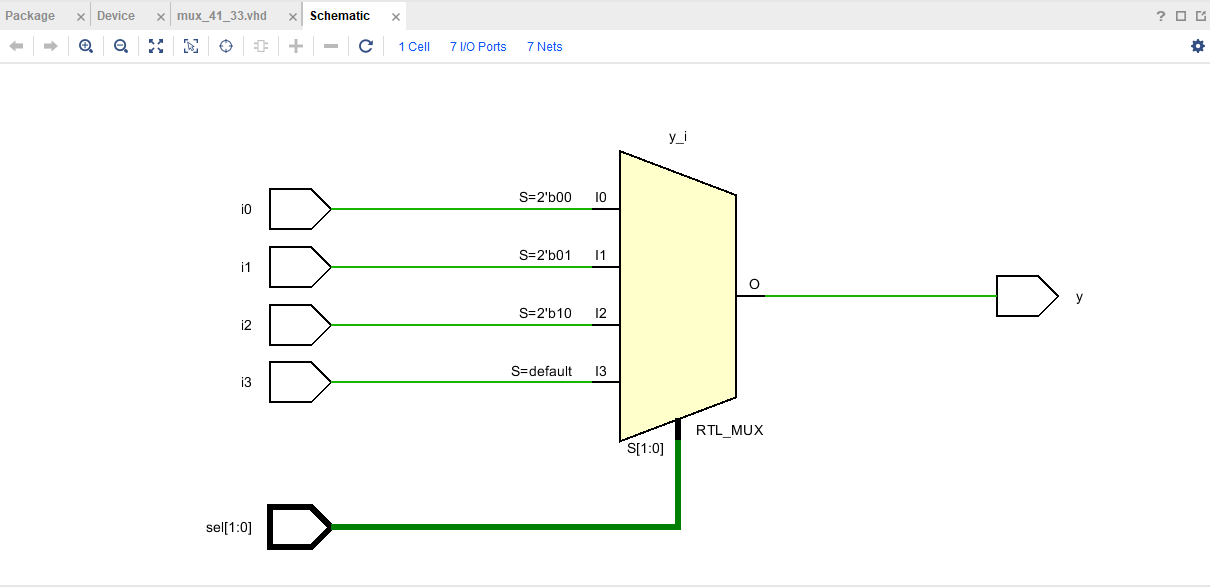 Package Device mux_41_33.vhd Schematic ?
1 Cell 7 I/O Ports 7 Nets
y_i
i0 S=2'b00 I0
i1 S=2'b01 I1
O
y
i2 S=2'b10 I2
i3 S=default I3
RTL_MUX
S[1:0]
sel[1:0]